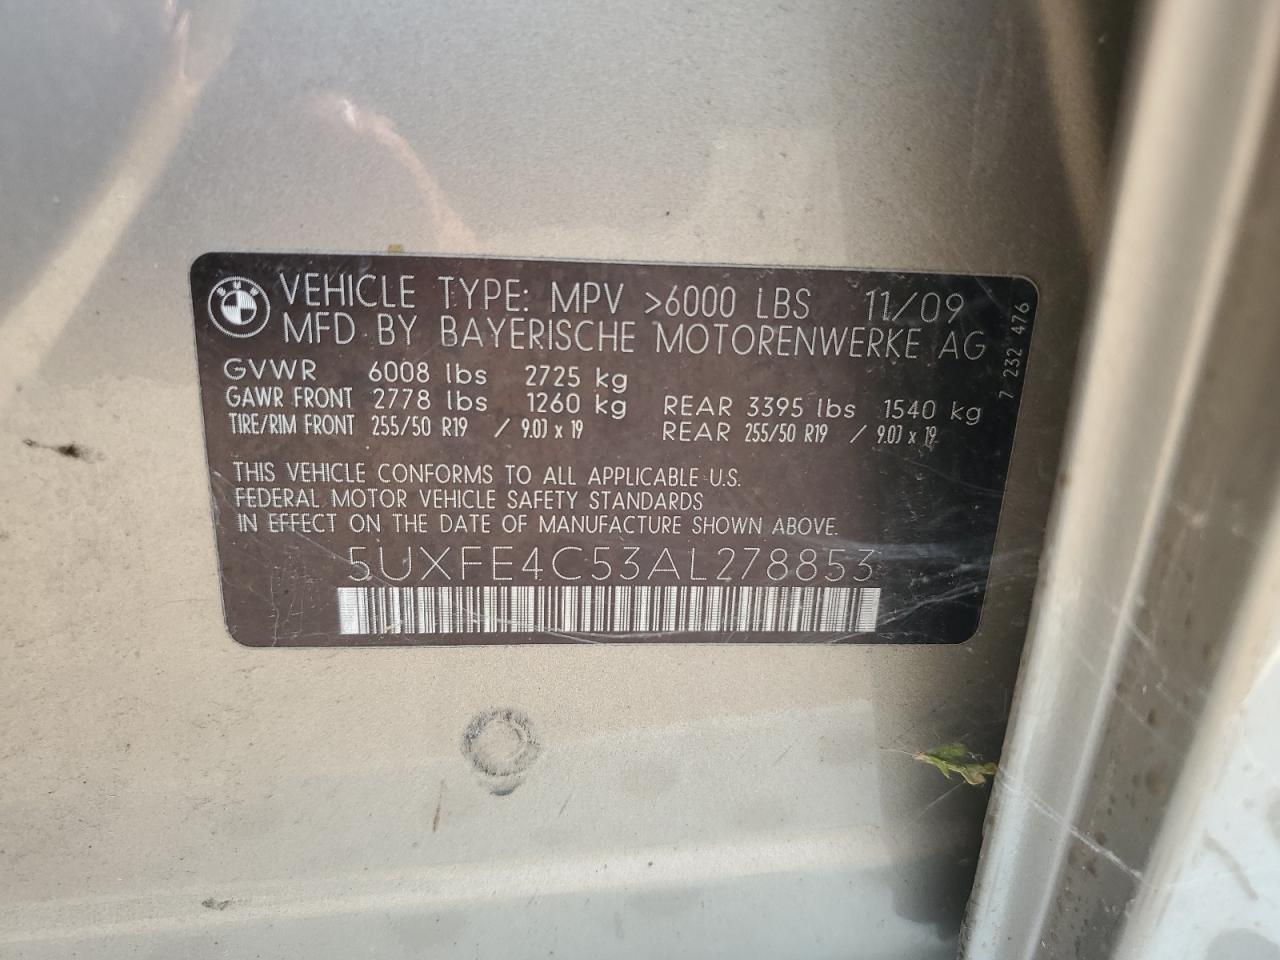 VEHICLE TYPE: MPV >6000 LBS 11/09
MFD BY BAYERISCHE MOTORENWERKE AG
GVWR 6008 lbs 2725 kg
GAWR FRONT 2778 lbs 1260 kg REAR 3395 lbs 1540 kg
TIRE/RIM FRONT 255/50 R19 / 9.0J x 19 REAR 255/50 R19 / 9.0J x 19
THIS VEHICLE CONFORMS TO ALL APPLICABLE U.S.
FEDERAL MOTOR VEHICLE SAFETY STANDARDS
IN EFFECT ON THE DATE OF MANUFACTURE SHOWN ABOVE.
5UXFE4C53AL278853
7 232 476